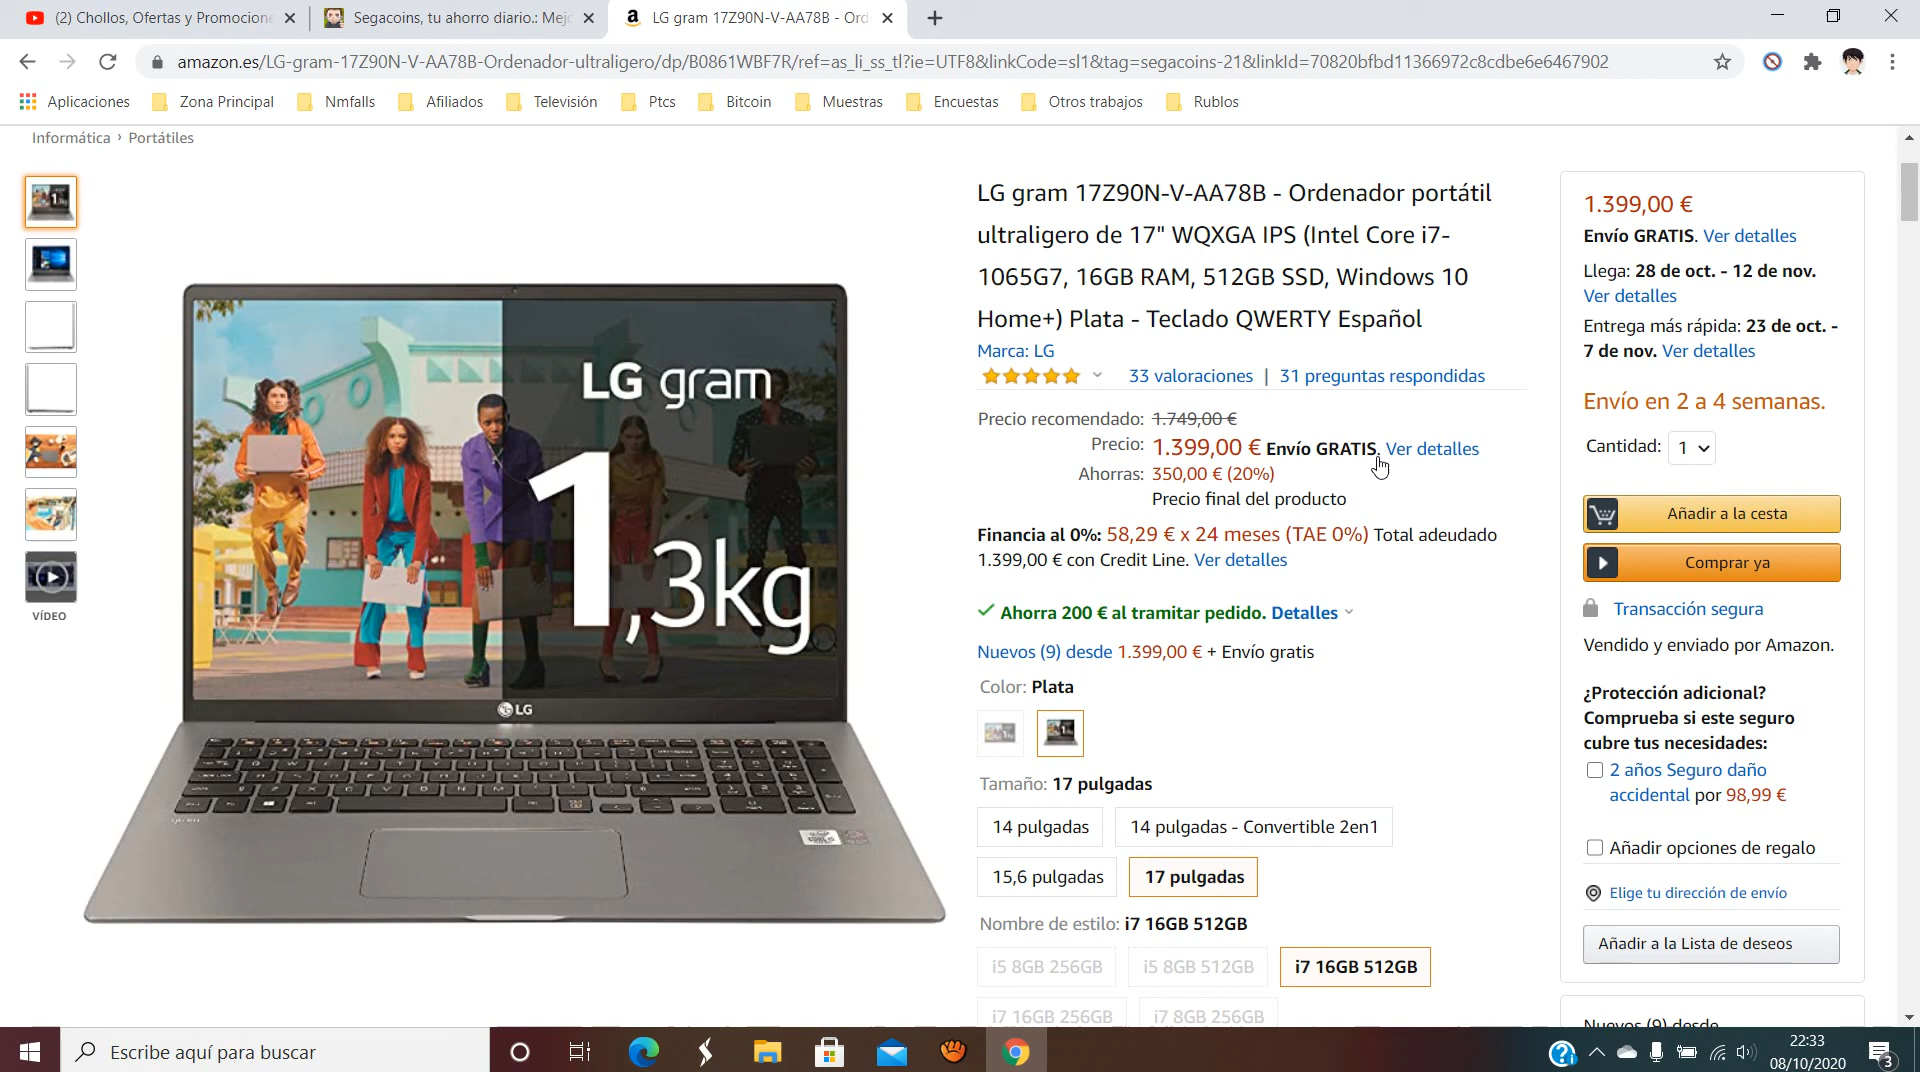 (2) Chollos, Ofertas y Promocione
Segacoins, tu ahorro diario.: Mejo
LG gram 17Z90N-V-AA78B - Ord
amazon.es/LG-gram-17Z90N-V-AA78B-Ordenador-ultraligero/dp/B0861WBF7R/ref=as_li_ss_tl?ie=UTF8&linkCode=sl1&tag=segacoins-21&linkId=70820bfbd11366972c8cdbe6e6467902
Aplicaciones
Zona Principal
Nmfalls
Afiliados
Televisión
Ptcs
Bitcoin
Muestras
Encuestas
Otros trabajos
Rublos
Informática › Portátiles
VÍDEO
LG gram
1,3kg
LG
gram
LG gram 17Z90N-V-AA78B - Ordenador portátil
ultraligero de 17" WQXGA IPS (Intel Core i7-
1065G7, 16GB RAM, 512GB SSD, Windows 10
Home+) Plata - Teclado QWERTY Español
Marca: LG
33 valoraciones | 31 preguntas respondidas
Precio recomendado: 1.749,00 €
Precio: 1.399,00 € Envío GRATIS. Ver detalles
Ahorras: 350,00 € (20%)
Precio final del producto
Financia al 0%: 58,29 € x 24 meses (TAE 0%) Total adeudado
1.399,00 € con Credit Line. Ver detalles
Ahorra 200 € al tramitar pedido. Detalles
Nuevos (9) desde 1.399,00 € + Envío gratis
Color: Plata
Tamaño: 17 pulgadas
14 pulgadas
14 pulgadas - Convertible 2en1
15,6 pulgadas
17 pulgadas
Nombre de estilo: i7 16GB 512GB
i5 8GB 256GB
i5 8GB 512GB
i7 16GB 512GB
i7 16GB 256GB
i7 8GB 256GB
1.399,00 €
Envío GRATIS. Ver detalles
Llega: 28 de oct. - 12 de nov.
Ver detalles
Entrega más rápida: 23 de oct. -
7 de nov. Ver detalles
Envío en 2 a 4 semanas.
Cantidad: 1
Añadir a la cesta
Comprar ya
Transacción segura
Vendido y enviado por Amazon.
¿Protección adicional?
Comprueba si este seguro
cubre tus necesidades:
2 años Seguro daño
accidental por 98,99 €
Añadir opciones de regalo
Elige tu dirección de envío
Añadir a la Lista de deseos
Nuevos (9) desde
Escribe aquí para buscar
22:33
08/10/2020
3